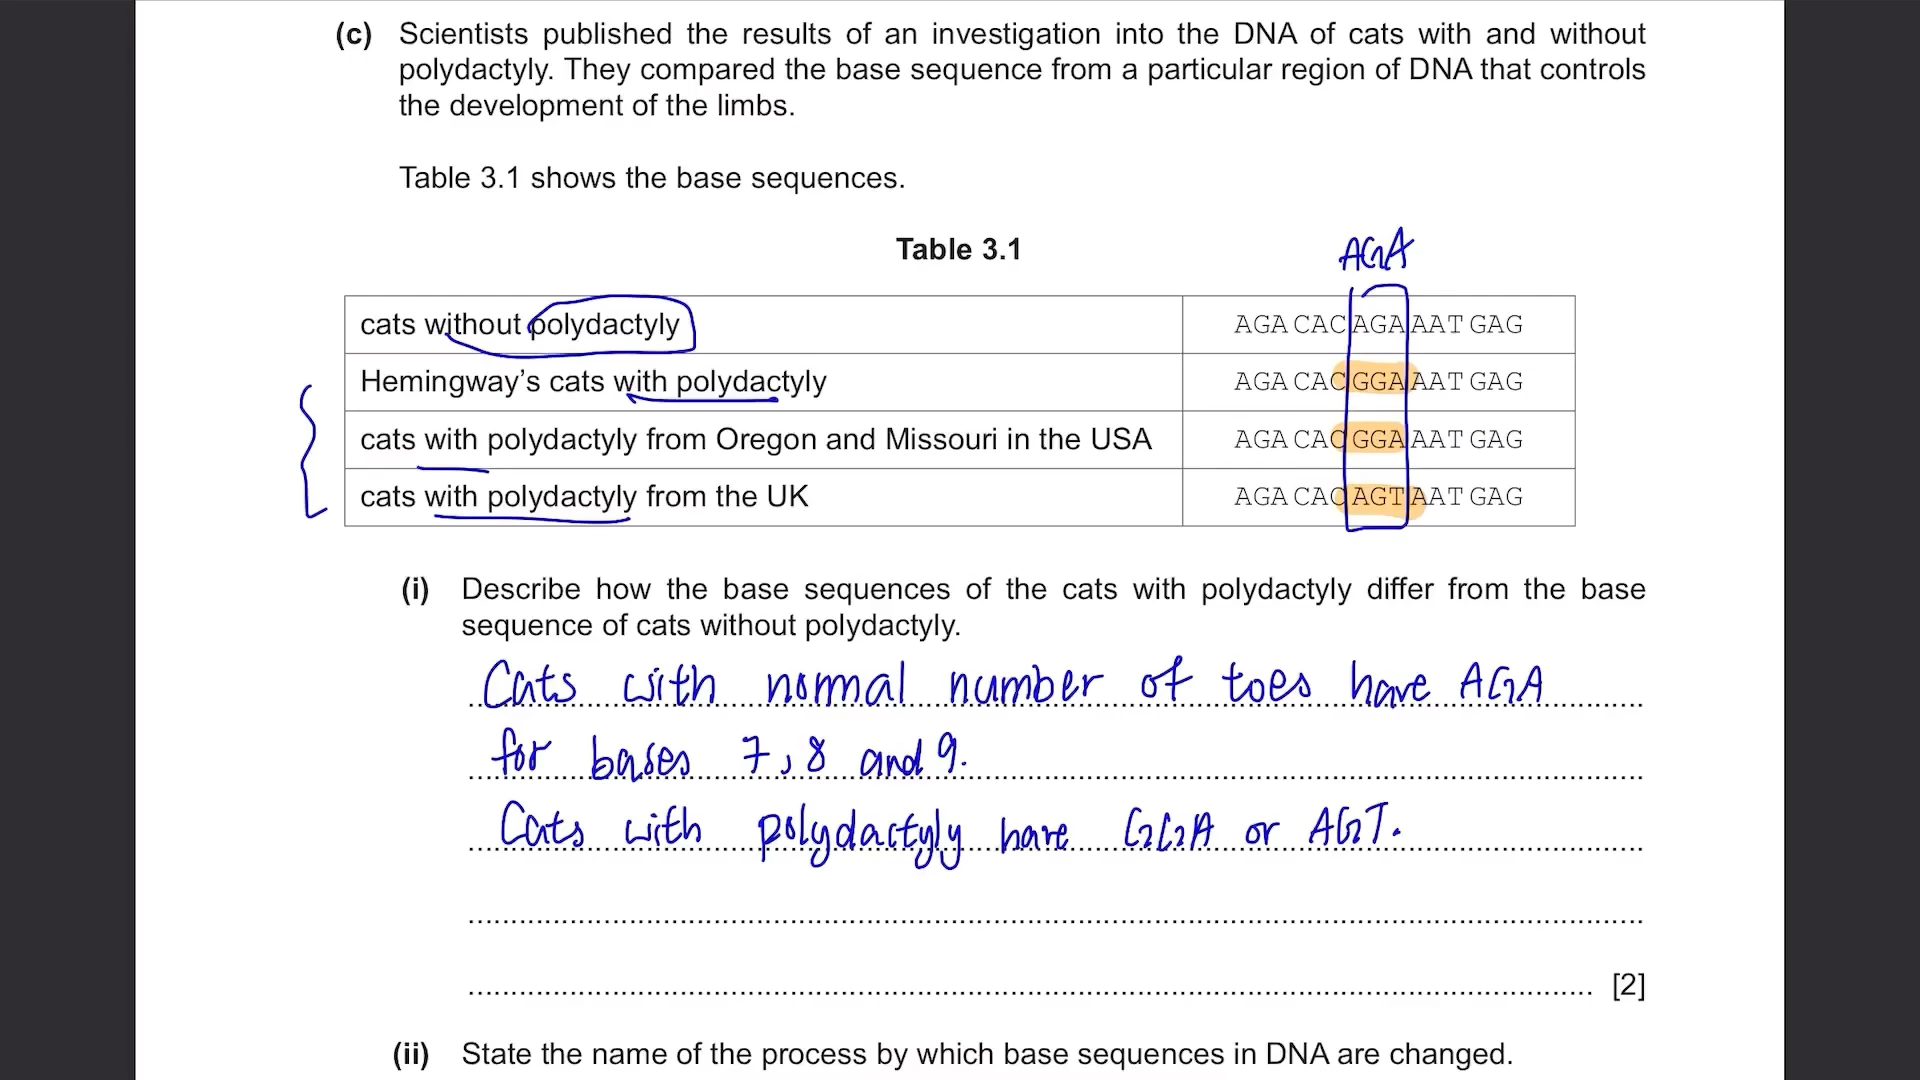 (c) Scientists published the results of an investigation into the DNA of cats with and without
polydactyly. They compared the base sequence from a particular region of DNA that controls
the development of the limbs.
Table 3.1 shows the base sequences.
Table 3.1
AGA
cats without polydactyly AGA CAC AGA AAT GAG
Hemingway’s cats with polydactyly AGA CAC GGA AAT GAG
cats with polydactyly from Oregon and Missouri in the USA AGA CAC GGA AAT GAG
cats with polydactyly from the UK AGA CAC AGT AAT GAG
(i) Describe how the base sequences of the cats with polydactyly differ from the base
sequence of cats without polydactyly.
Cats with normal number of toes have AGA
for bases 7, 8 and 9.
Cats with polydactyly have GGA or AGT.
[2]
(ii) State the name of the process by which base sequences in DNA are changed.